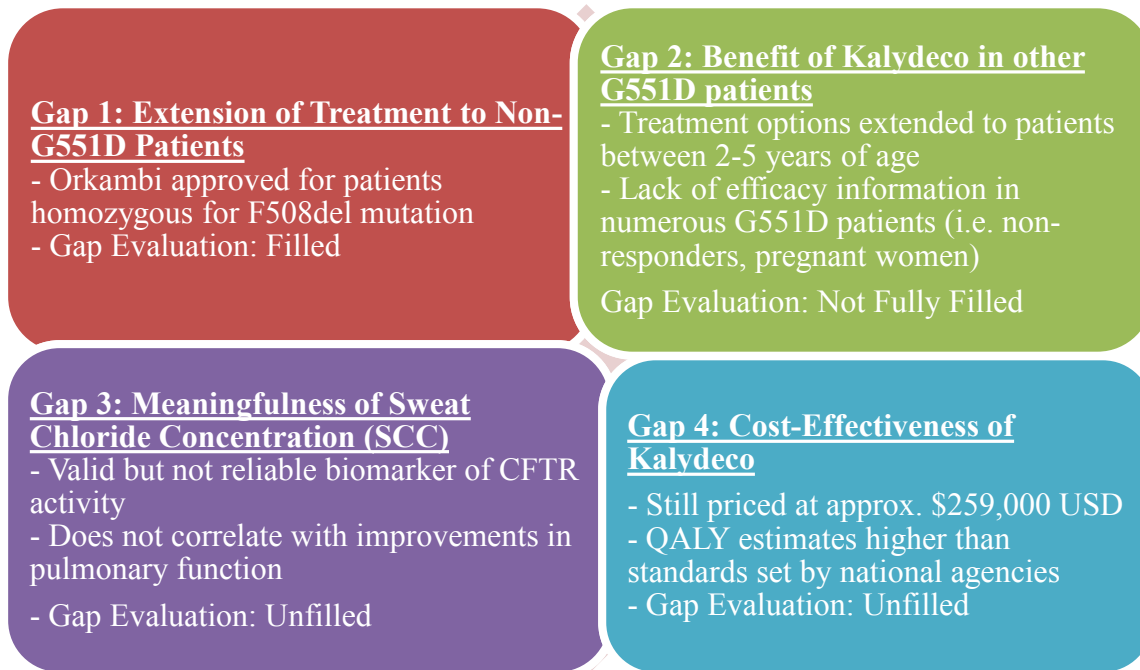 Gap 1: Extension of Treatment to Non-
G551D Patients
- Orkambi approved for patients
homozygous for F508del mutation
- Gap Evaluation: Filled
Gap 2: Benefit of Kalydeco in other
G551D patients
- Treatment options extended to patients
between 2-5 years of age
- Lack of efficacy information in
numerous G551D patients (i.e. non-
responders, pregnant women)
Gap Evaluation: Not Fully Filled
Gap 3: Meaningfulness of Sweat
Chloride Concentration (SCC)
- Valid but not reliable biomarker of CFTR
activity
- Does not correlate with improvements in
pulmonary function
- Gap Evaluation: Unfilled
Gap 4: Cost-Effectiveness of
Kalydeco
- Still priced at approx. $259,000 USD
- QALY estimates higher than
standards set by national agencies
- Gap Evaluation: Unfilled